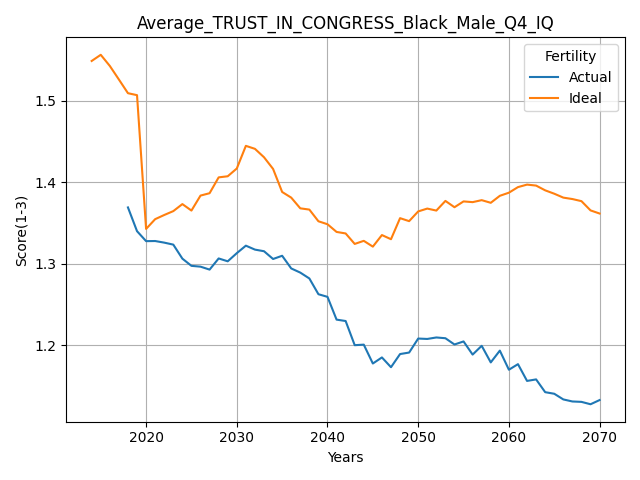 Average_TRUST_IN_CONGRESS_Black_Male_Q4_IQ
Fertility
Actual
Ideal
Score(1-3)
1.5
1.4
1.3
1.2
2020 2030 2040 2050 2060 2070
Years